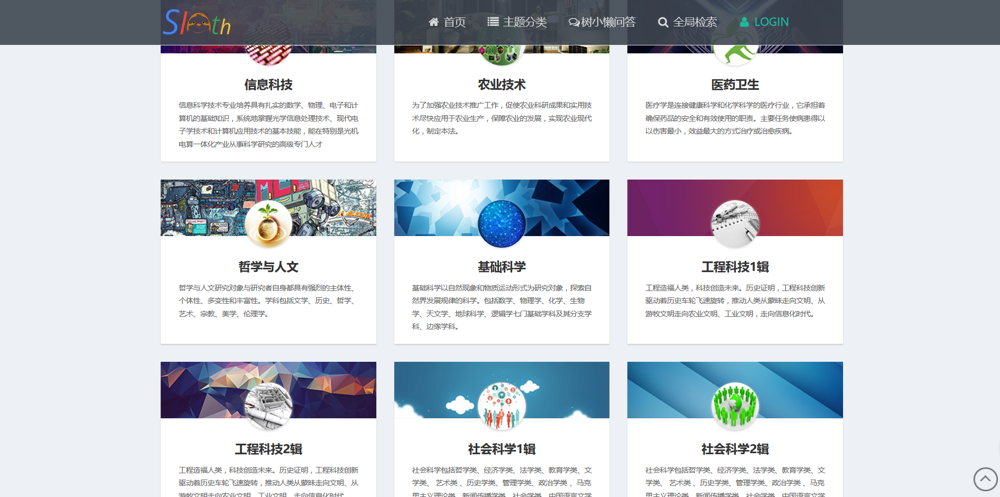 Sloth
首页
主题分类
树小懒问答
全局检索
LOGIN
信息科技
信息科学技术专业培养具有扎实的数学、物理、电子和计
算机的基础知识，系统地掌握光学信息处理技术、现代电
子学技术和计算机应用技术的基本技能，能在特别是光机
电算一体化产业从事科学研究的高级专门人才
农业技术
为了加强农业技术推广工作，促使农业科研成果和实用技
术尽快应用于农业生产，保障农业的发展，实现农业现代
化，制定本法。
医药卫生
医疗学是连接健康科学和化学科学的医疗行业，它承担着
确保药品的安全和有效使用的职责。主要任务使病患得以
以伤害最小，效益最大的方式治疗或治愈疾病。
哲学与人文
哲学与人文研究对象与研究者自身都具有强烈的主体性、
个体性、多变性和丰富性。学科包括文学、历史、哲学、
艺术、宗教、美学、伦理学。
基础科学
基础科学以自然现象和物质运动形式为研究对象，探索自
然界发展规律的科学。包括数学、物理学、化学、生物
学、天文学、地球科学、逻辑学七门基础学科及其分支学
科、边缘学科。
工程科技1辑
工程造福人类，科技创造未来。历史证明，工程科技创新
驱动着历史车轮飞速旋转，推动人类从蒙昧走向文明、从
游牧文明走向农业文明、工业文明，走向信息化时代。
工程科技2辑
工程造福人类，科技创造未来。历史证明，工程科技创新
驱动着历史车轮飞速旋转，推动人类从蒙昧走向文明、从
游牧文明走向农业文明、工业文明，走向信息化时代。
社会科学1辑
社会科学包括哲学类、经济学类、法学类、教育学类、文
学类、 艺术类 、历史学类、管理学类、政治学类 、马克
思主义理论类、新闻传播学类、社会学类、中国语言文学
社会科学2辑
社会科学包括哲学类、经济学类、法学类、教育学类、文
学类、 艺术类 、历史学类、管理学类、政治学类 、马克
思主义理论类、新闻传播学类、社会学类、中国语言文学